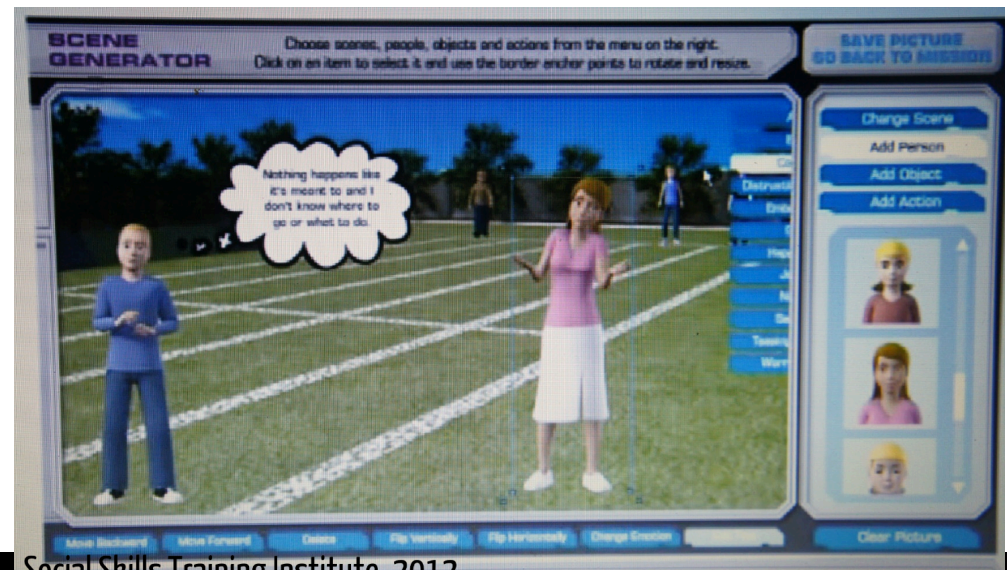 SCENE
GENERATOR
Choose scenes, people, objects and actions from the menu on the right.
Click on an item to select it and use the border anchor points to rotate and resize.
SAVE PICTURE
GO BACK TO MISSION
Change Scene
Add Person
Add Object
Add Action
Nothing happens like
it's meant to and I
don't know where to
go or what to do.
Move Backward
Move Forward
Delete
Flip Vertically
Flip Horizontally
Change Emotion
Clear Picture
Social Skills Training Institute, 2012